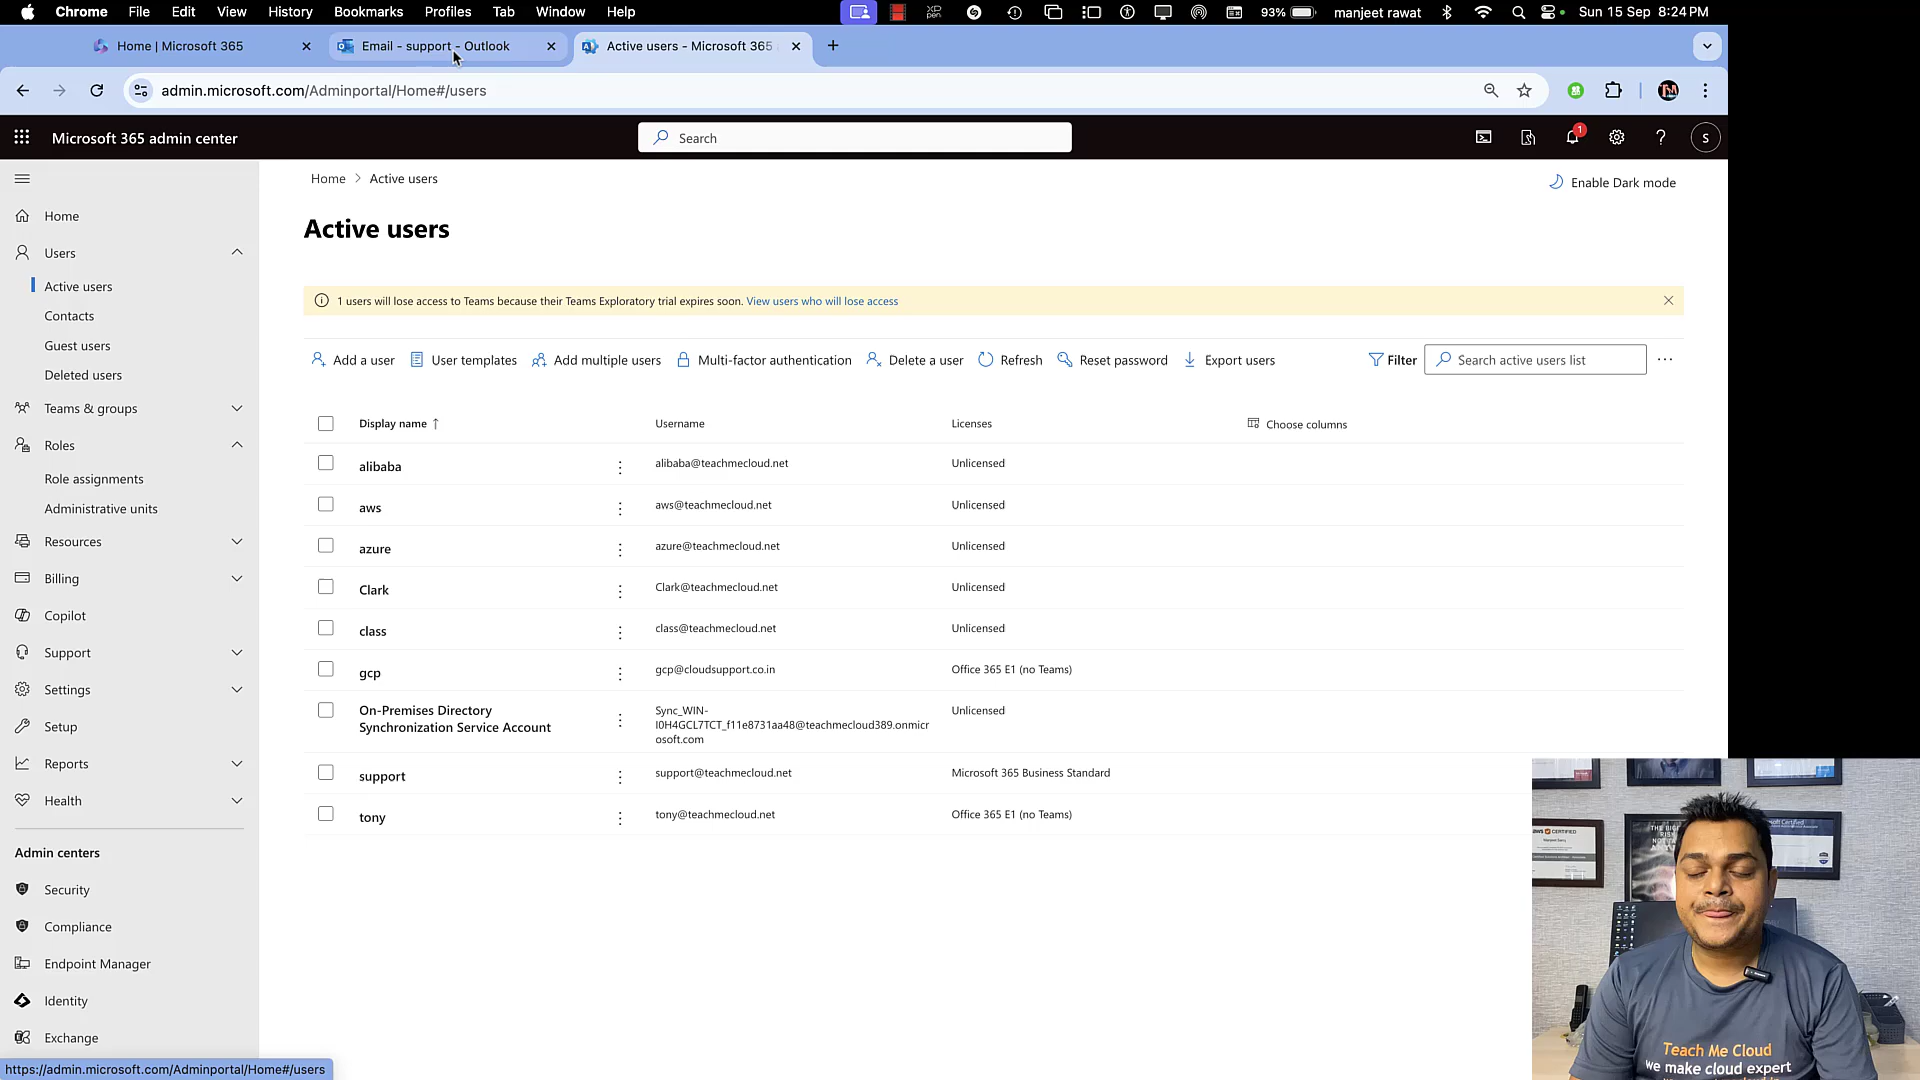 Chrome File Edit View History Bookmarks Profiles Tab Window Help 93% manjeet rawat Sun 15 Sep 8:24 PM
Home | Microsoft 365 Email - support - Outlook Active users - Microsoft 365
admin.microsoft.com/Adminportal/Home#/users
Microsoft 365 admin center Search 1 S
Home > Active users Enable Dark mode
Active users
1 users will lose access to Teams because their Teams Exploratory trial expires soon. View users who will lose access
Add a user User templates Add multiple users Multi-factor authentication Delete a user Refresh Reset password Export users Filter Search active users list
Display name ↑ Username Licenses Choose columns
alibaba alibaba@teachmecloud.net Unlicensed
aws aws@teachmecloud.net Unlicensed
azure azure@teachmecloud.net Unlicensed
Clark Clark@teachmecloud.net Unlicensed
class class@teachmecloud.net Unlicensed
gcp gcp@cloudsupport.co.in Office 365 E1 (no Teams)
On-Premises Directory Sync_WIN- Unlicensed
Synchronization Service Account I0H4GCL7TCT_f11e8731aa48@teachmecloud389.onmicr
osoft.com
support support@teachmecloud.net Microsoft 365 Business Standard
tony tony@teachmecloud.net Office 365 E1 (no Teams)
Home
Users
Active users
Contacts
Guest users
Deleted users
Teams & groups
Roles
Role assignments
Administrative units
Resources
Billing
Copilot
Support
Settings
Setup
Reports
Health
Admin centers
Security
Compliance
Endpoint Manager
Identity
Exchange
https://admin.microsoft.com/Adminportal/Home#/users
Teach Me Cloud
we make cloud expert